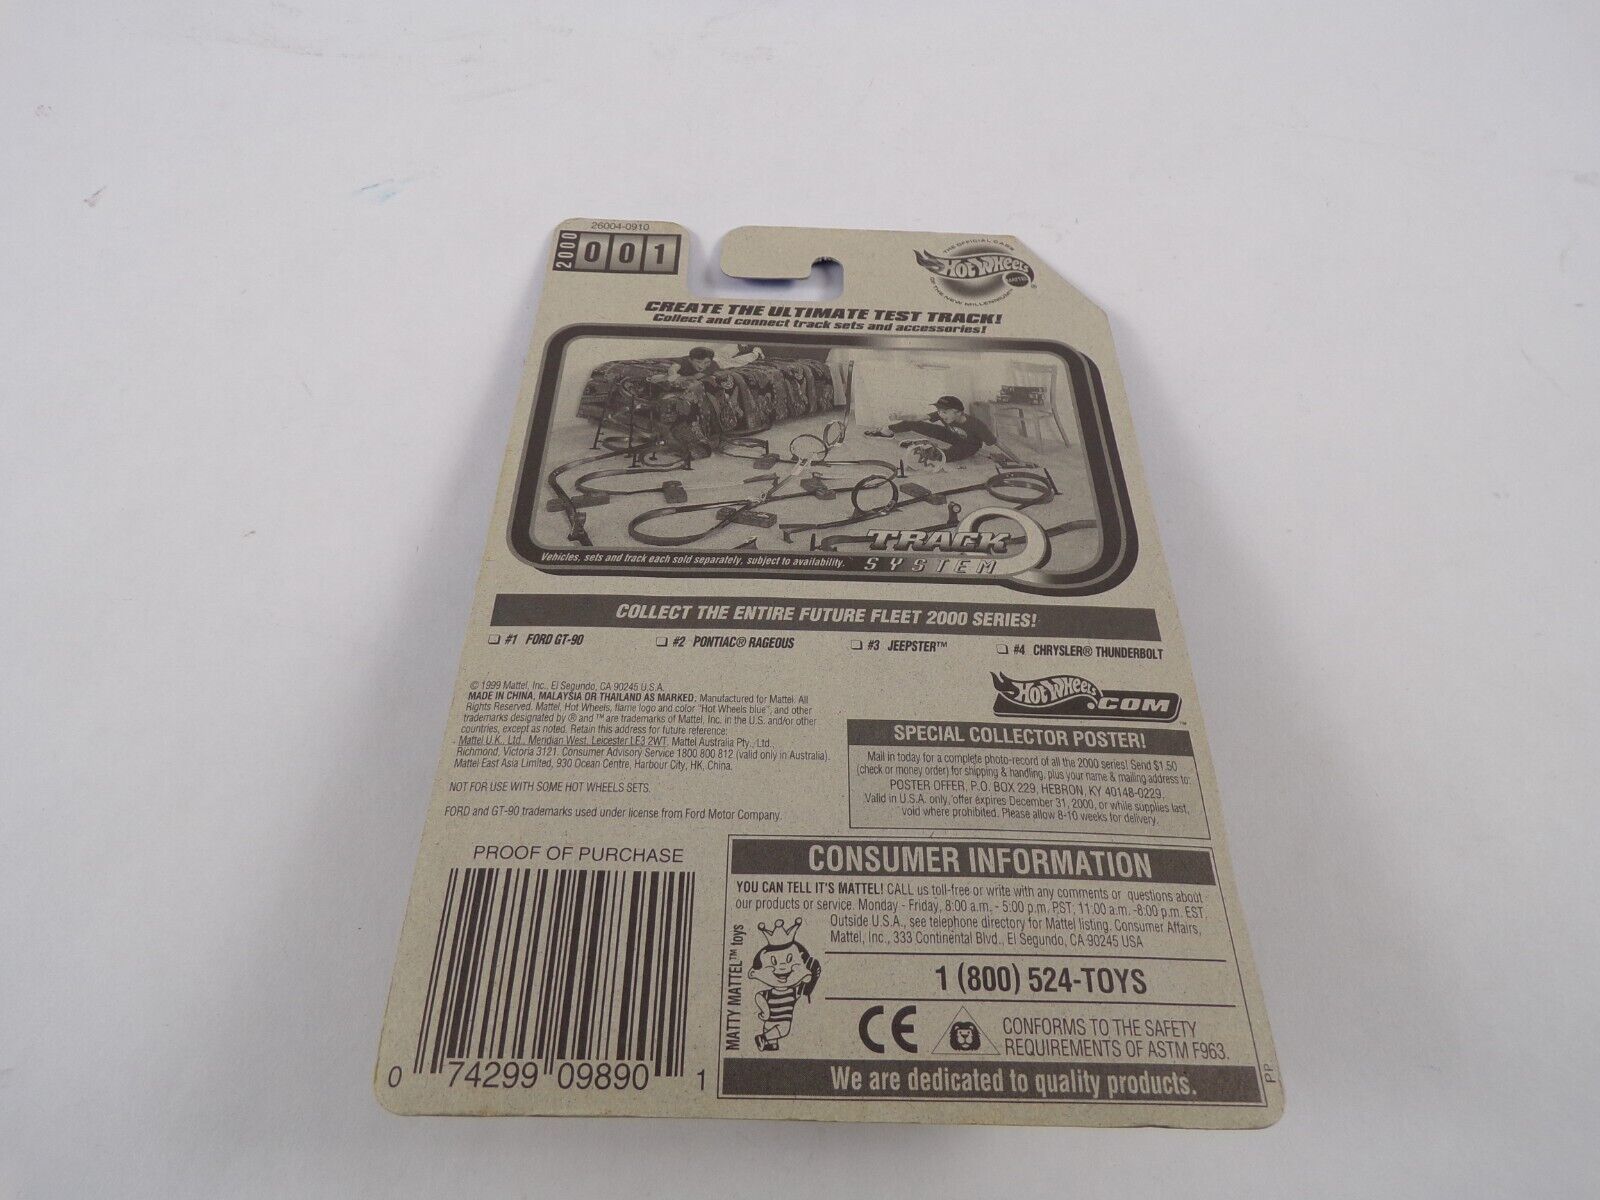 26004-0910
2000
001
THE OFFICIAL CARS
Hot Wheels
MATTEL
®
OF THE NEW MILLENNIUM
CREATE THE ULTIMATE TEST TRACK!
Collect and connect track sets and accessories!
TRACK
SYSTEM
Vehicles, sets and track each sold separately, subject to availability.
COLLECT THE ENTIRE FUTURE FLEET 2000 SERIES!
❏ #1 FORD GT-90
❏ #2 PONTIAC® RAGEOUS
❏ #3 JEEPSTER™
❏ #4 CHRYSLER® THUNDERBOLT
© 1999 Mattel, Inc., El Segundo, CA 90245 U.S.A.
MADE IN CHINA, MALAYSIA OR THAILAND AS MARKED. Manufactured for Mattel. All
Rights Reserved. Mattel, Hot Wheels, flame logo and color "Hot Wheels blue", and other
trademarks designated by ® and ™ are trademarks of Mattel, Inc. in the U.S. and/or other
countries, except as noted. Retain this address for future reference:
Mattel U.K. Ltd., Meridian West, Leicester LE3 2WT. Mattel Australia Pty., Ltd.,
Richmond, Victoria 3121. Consumer Advisory Service 1800 800 812 (valid only in Australia).
Mattel East Asia Limited, 930 Ocean Centre, Harbour City, HK, China.
NOT FOR USE WITH SOME HOT WHEELS SETS.
FORD and GT-90 trademarks used under license from Ford Motor Company.
Hot Wheels
.COM
™
SPECIAL COLLECTOR POSTER!
Mail in today for a complete photo-record of all the 2000 series! Send $1.50
(check or money order) for shipping & handling, plus your name & mailing address to:
POSTER OFFER, P.O. BOX 229, HEBRON, KY 40148-0229.
Valid in U.S.A. only, offer expires December 31, 2000, or while supplies last,
void where prohibited. Please allow 8-10 weeks for delivery.
PROOF OF PURCHASE
0 74299 09890 1
CONSUMER INFORMATION
YOU CAN TELL IT'S MATTEL! CALL us toll-free or write with any comments or questions about
our products or service. Monday - Friday, 8:00 a.m. - 5:00 p.m. PST; 11:00 a.m. -8:00 p.m. EST.
Outside U.S.A., see telephone directory for Mattel listing. Consumer Affairs,
Mattel, Inc., 333 Continental Blvd., El Segundo, CA 90245 USA
MATTY MATTEL™ toys
1 (800) 524-TOYS
CE
CONFORMS TO THE SAFETY
REQUIREMENTS OF ASTM F963.
We are dedicated to quality products.
PP